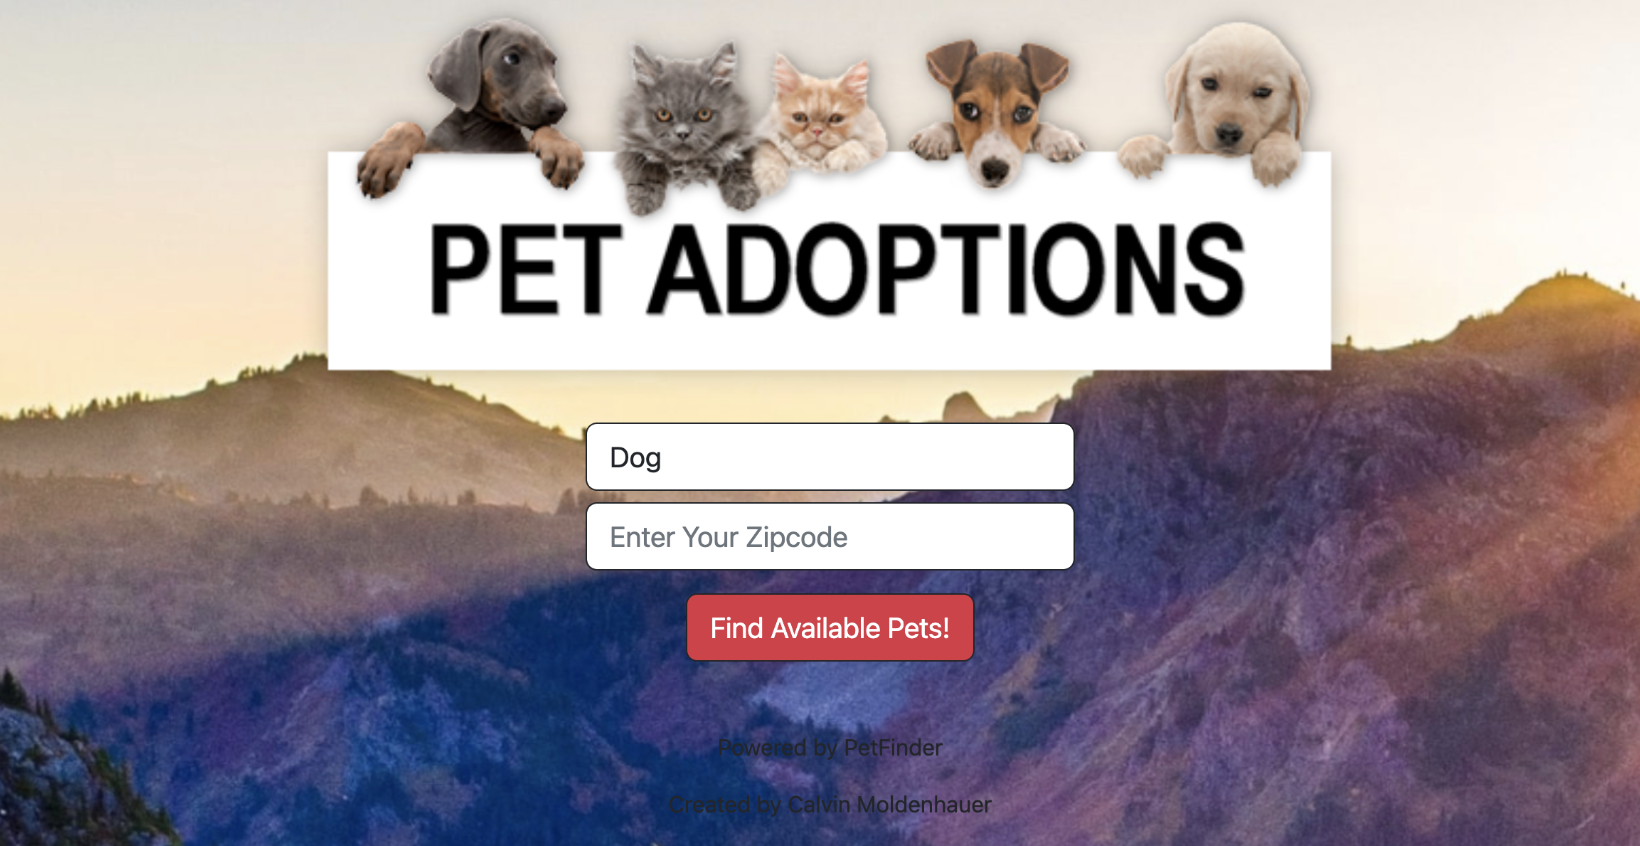 PET ADOPTIONS
Dog
Enter Your Zipcode
Find Available Pets!
Powered by PetFinder
Created by Calvin Moldenhauer